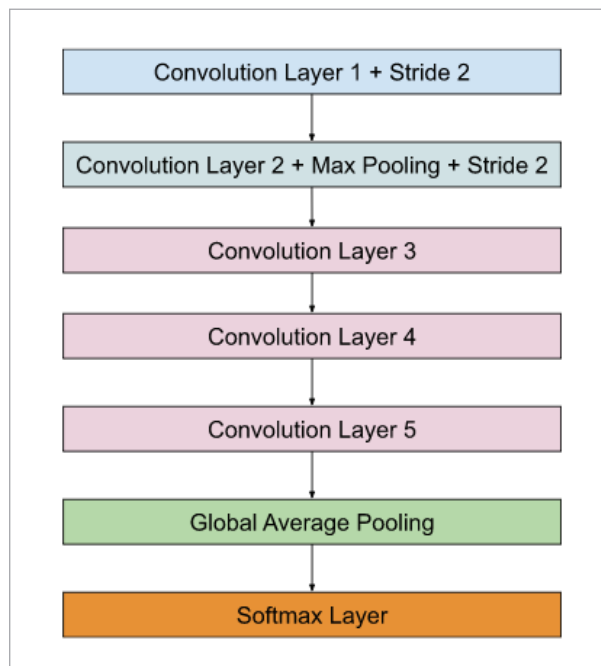 Convolution Layer 1 + Stride 2
Convolution Layer 2 + Max Pooling + Stride 2
Convolution Layer 3
Convolution Layer 4
Convolution Layer 5
Global Average Pooling
Softmax Layer